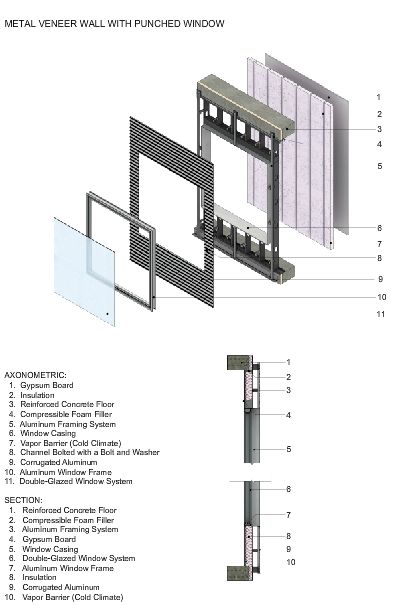 METAL VENEER WALL WITH PUNCHED WINDOW
1
2
3
4
5
6
7
8
9
10
11
AXONOMETRIC:
1. Gypsum Board
2. Insulation
3. Reinforced Concrete Floor
4. Compressible Foam Filler
5. Aluminum Framing System
6. Window Casing
7. Vapor Barrier (Cold Climate)
8. Channel Bolted with a Bolt and Washer
9. Corrugated Aluminum
10. Aluminum Window Frame
11. Double-Glazed Window System
1
2
3
4
5
6
7
8
9
10
SECTION:
1. Reinforced Concrete Floor
2. Compressible Foam Filler
3. Aluminum Framing System
4. Gypsum Board
5. Window Casing
6. Double-Glazed Window System
7. Aluminum Window Frame
8. Insulation
9. Corrugated Aluminum
10. Vapor Barrier (Cold Climate)